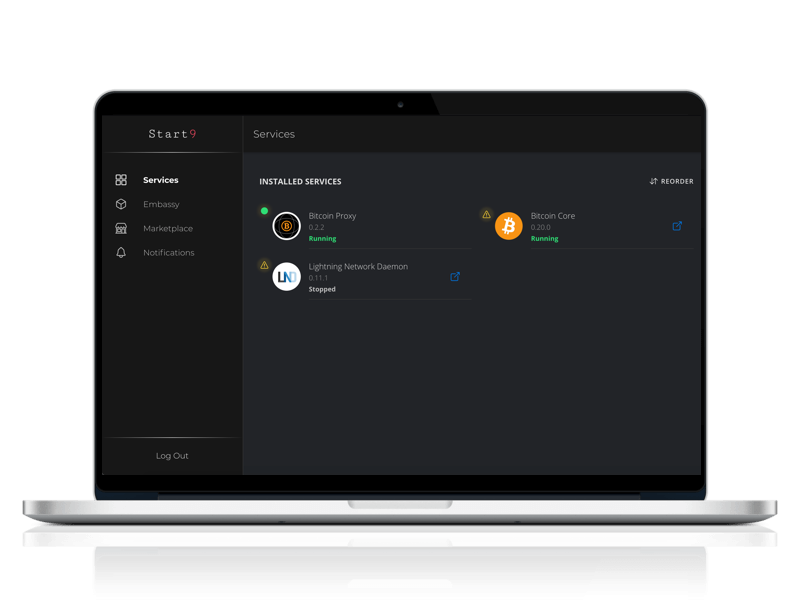 Start9
Services
Services
Embassy
Marketplace
Notifications
Log Out
INSTALLED SERVICES
REORDER
Bitcoin Proxy
0.2.2
Running
Bitcoin Core
0.20.0
Running
LND
Lightning Network Daemon
0.11.1
Stopped